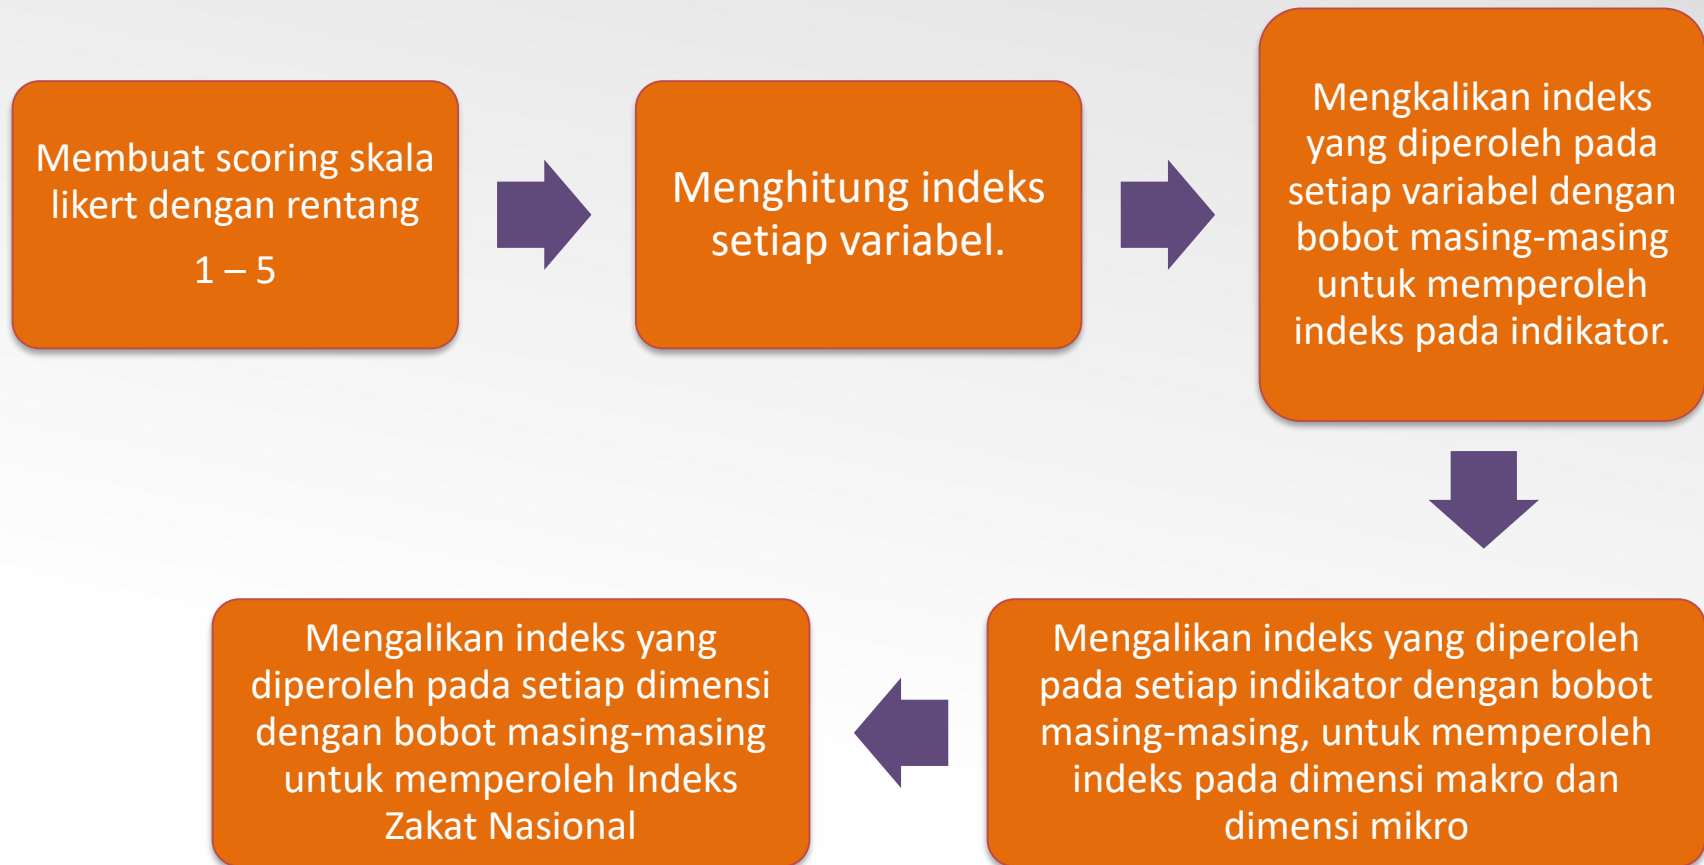 Membuat scoring skala
likert dengan rentang
1 – 5
Menghitung indeks
setiap variabel.
Mengkalikan indeks
yang diperoleh pada
setiap variabel dengan
bobot masing-masing
untuk memperoleh
indeks pada indikator.
Mengalikan indeks yang diperoleh
pada setiap indikator dengan bobot
masing-masing, untuk memperoleh
indeks pada dimensi makro dan
dimensi mikro
Mengalikan indeks yang
diperoleh pada setiap dimensi
dengan bobot masing-masing
untuk memperoleh Indeks
Zakat Nasional